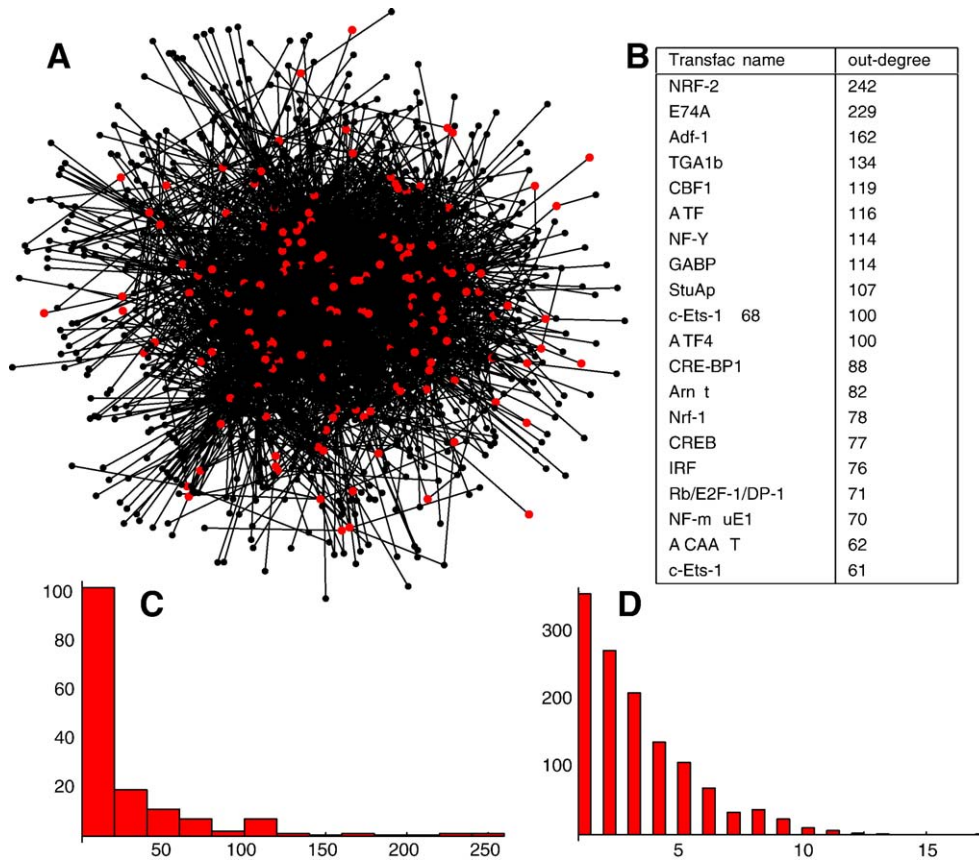 A
B
Transfac name out-degree
NRF-2 242
E74A 229
Adf-1 162
TGA1b 134
CBF1 119
A TF 116
NF-Y 114
GABP 114
StuAp 107
c-Ets-1 68 100
A TF4 100
CRE-BP1 88
Arn t 82
Nrf-1 78
CREB 77
IRF 76
Rb/E2F-1/DP-1 71
NF-m uE1 70
A CAA T 62
c-Ets-1 61
C
100
80
60
40
20
50 100 150 200 250
D
300
200
100
5 10 15